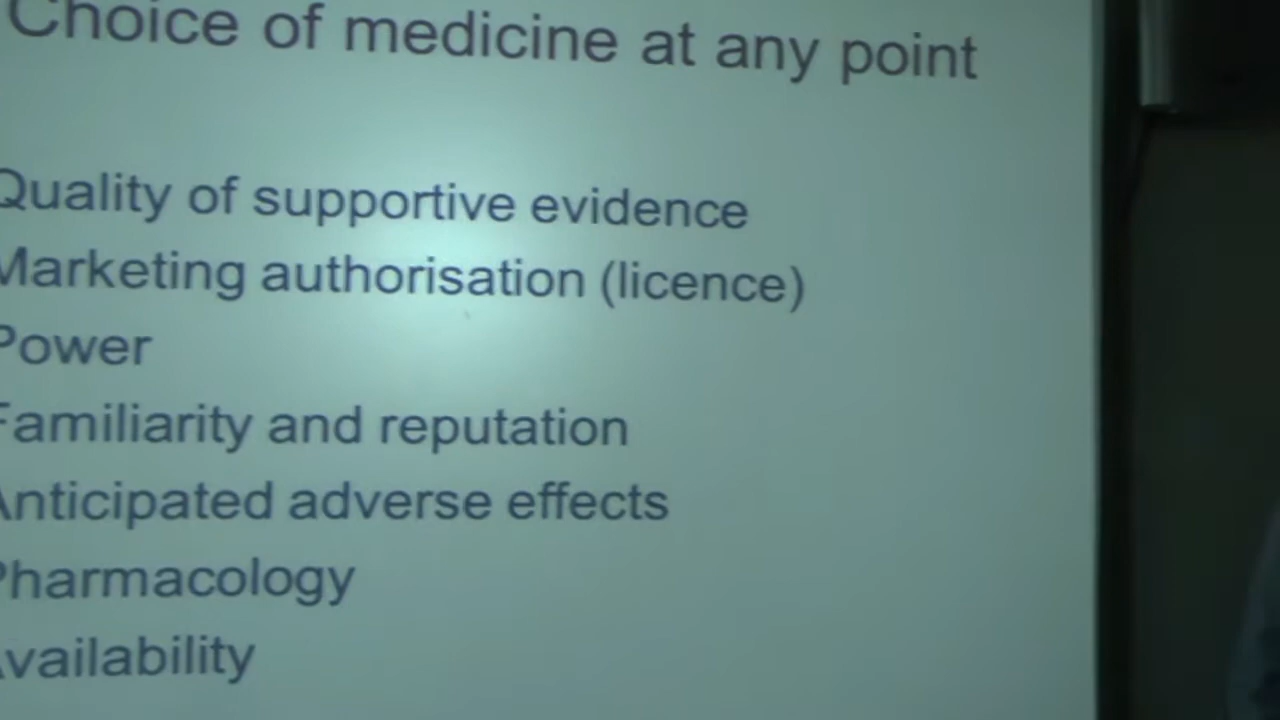 Choice of medicine at any point
Quality of supportive evidence
Marketing authorisation (licence)
Power
Familiarity and reputation
Anticipated adverse effects
Pharmacology
Availability